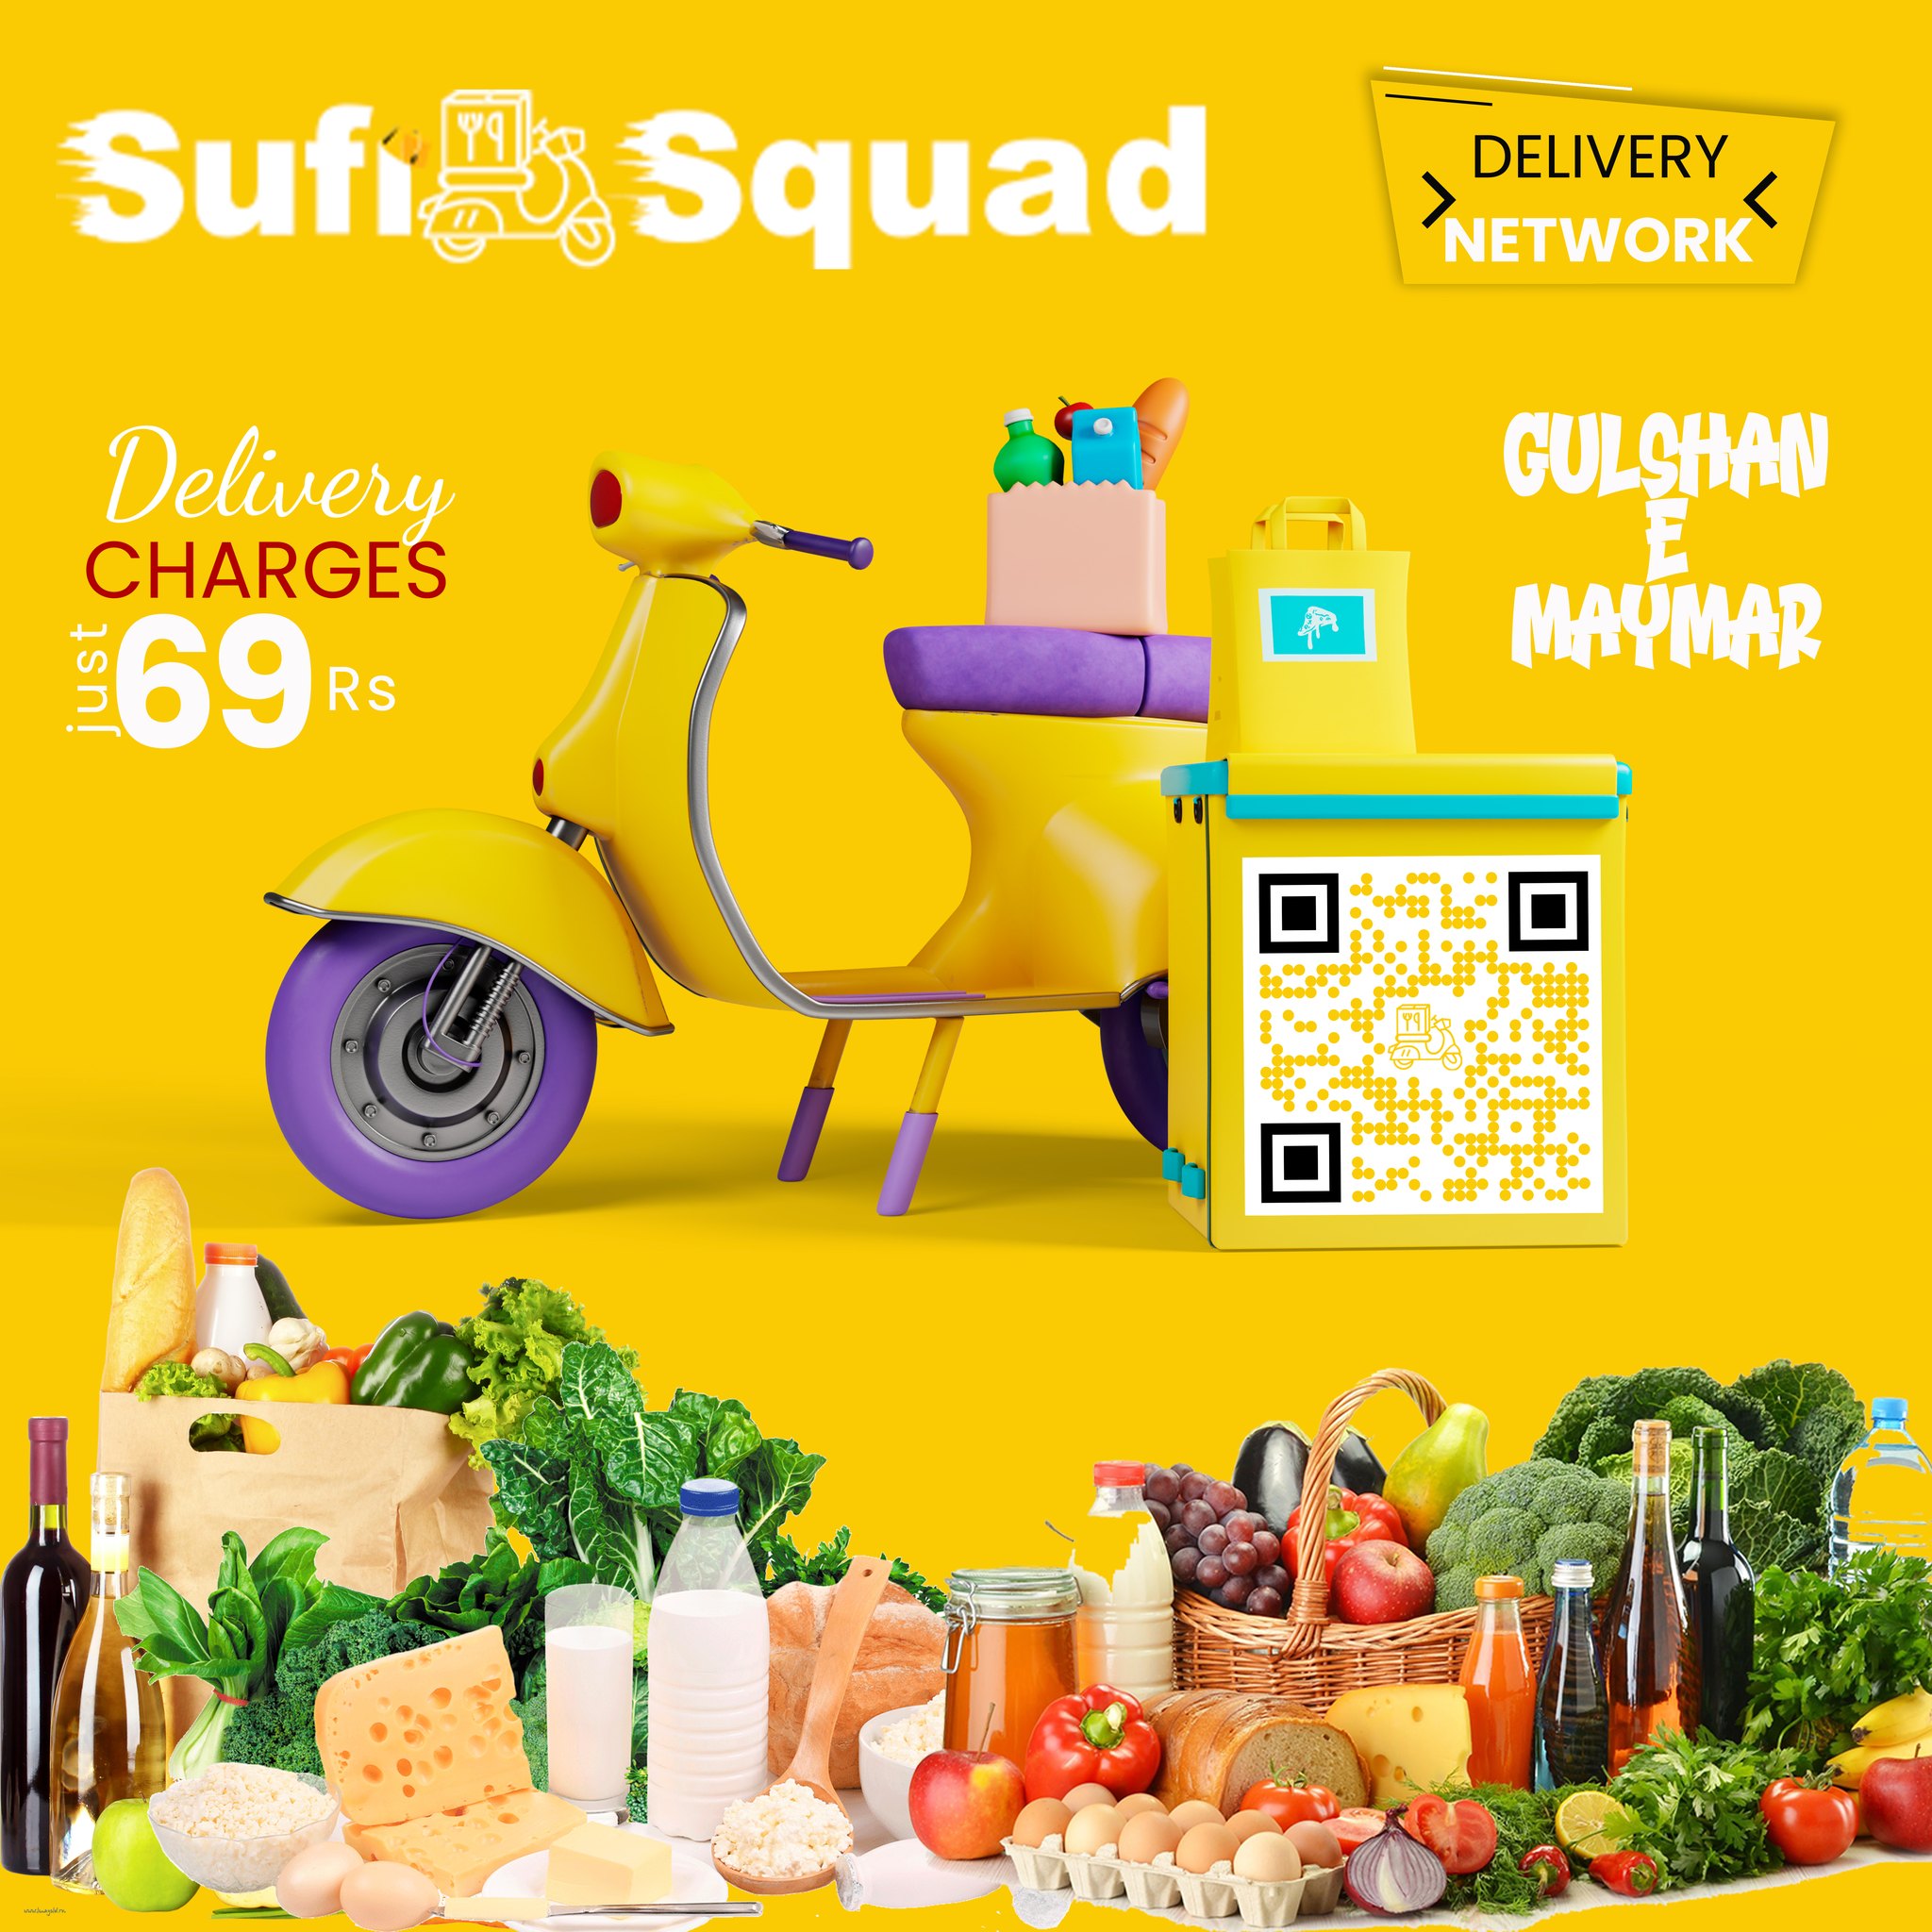 Sufi Squad
DELIVERY
NETWORK
Delivery
CHARGES
just 69 Rs
GULSHAN
E
MAYMAR